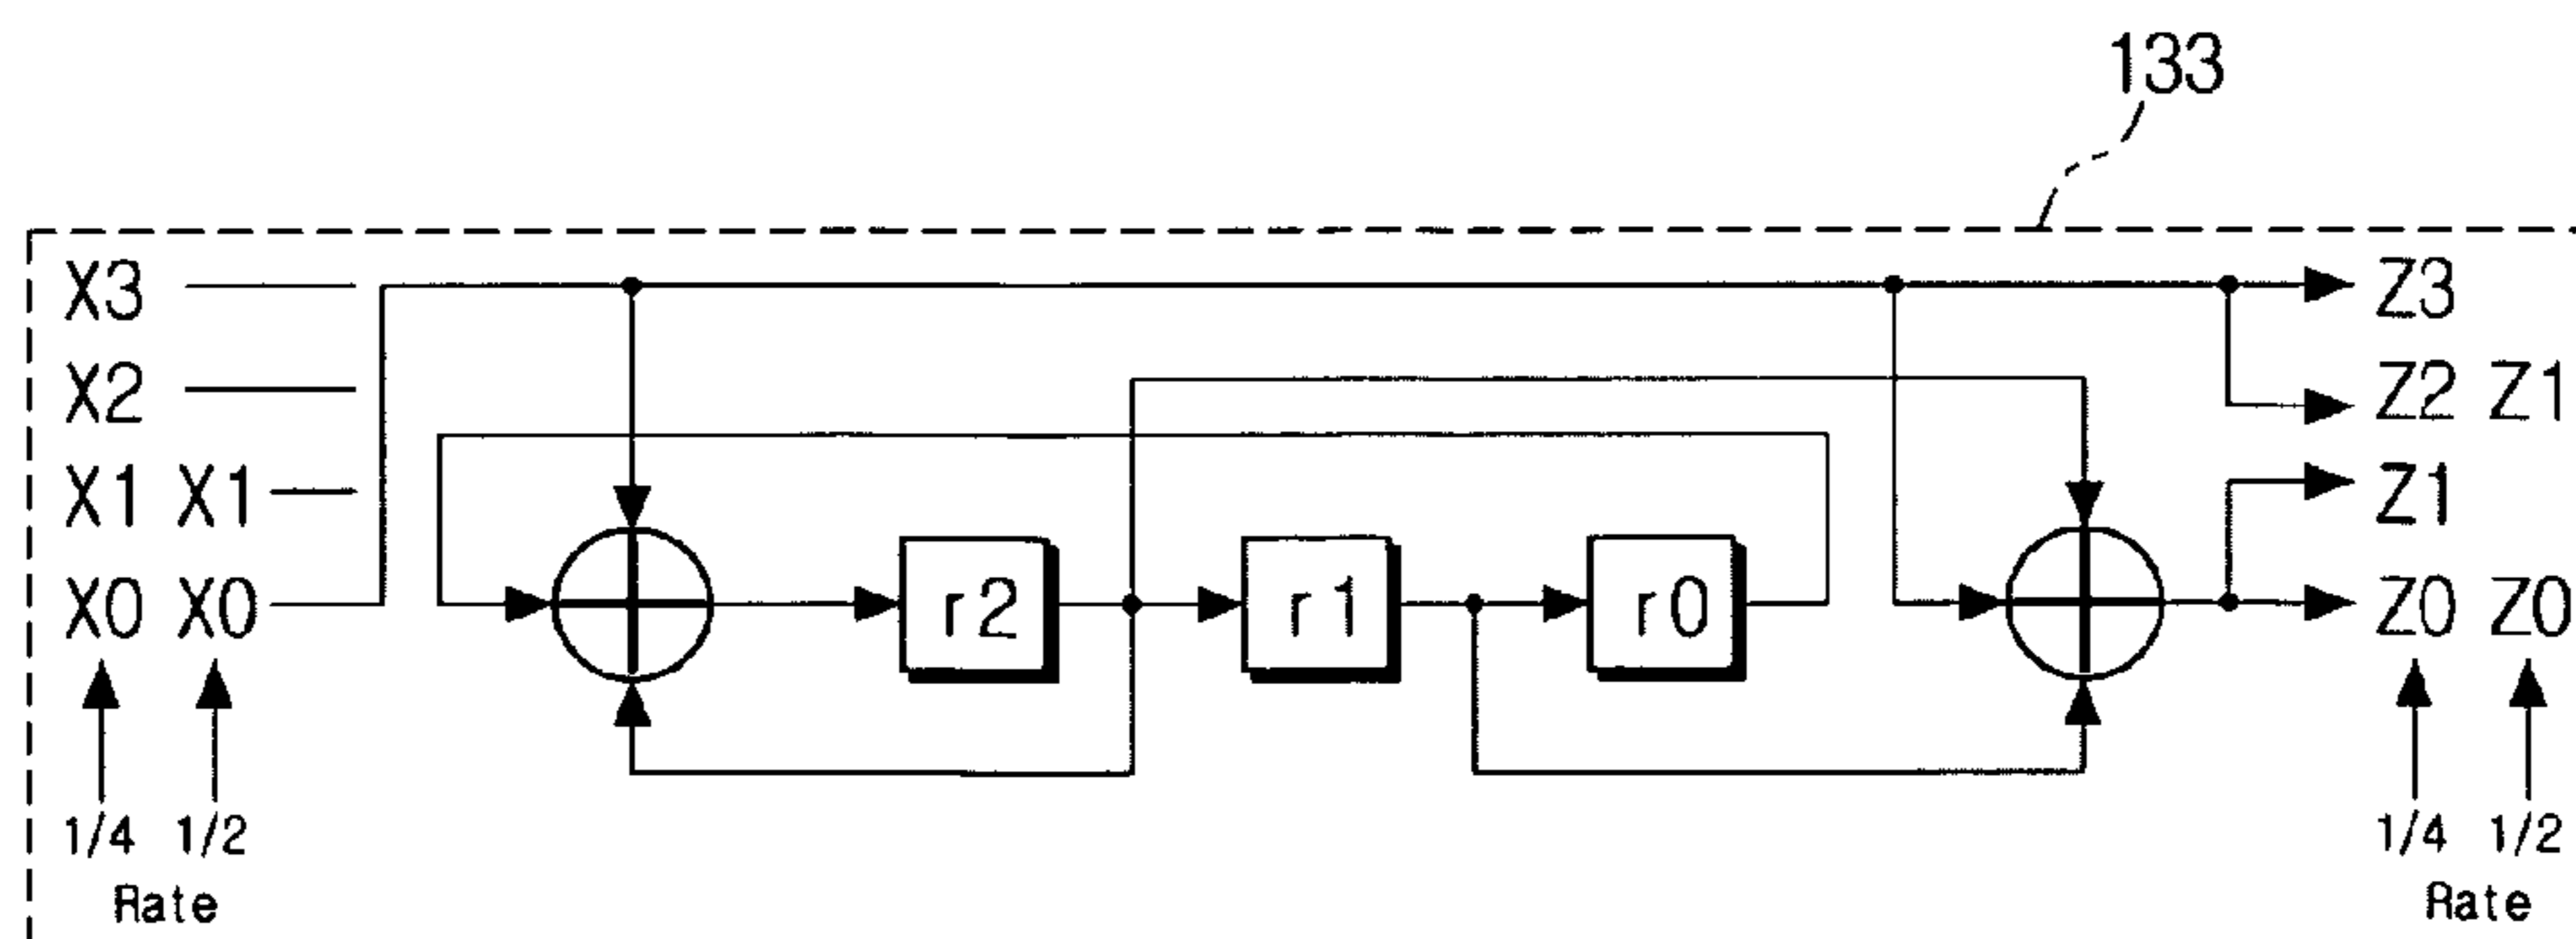 133
X3 Z3
X2 Z2 Z1
X1 X1 Z1
X0 X0 r2 r1 r0 Z0 Z0
1/4 1/2 1/4 1/2
Rate Rate